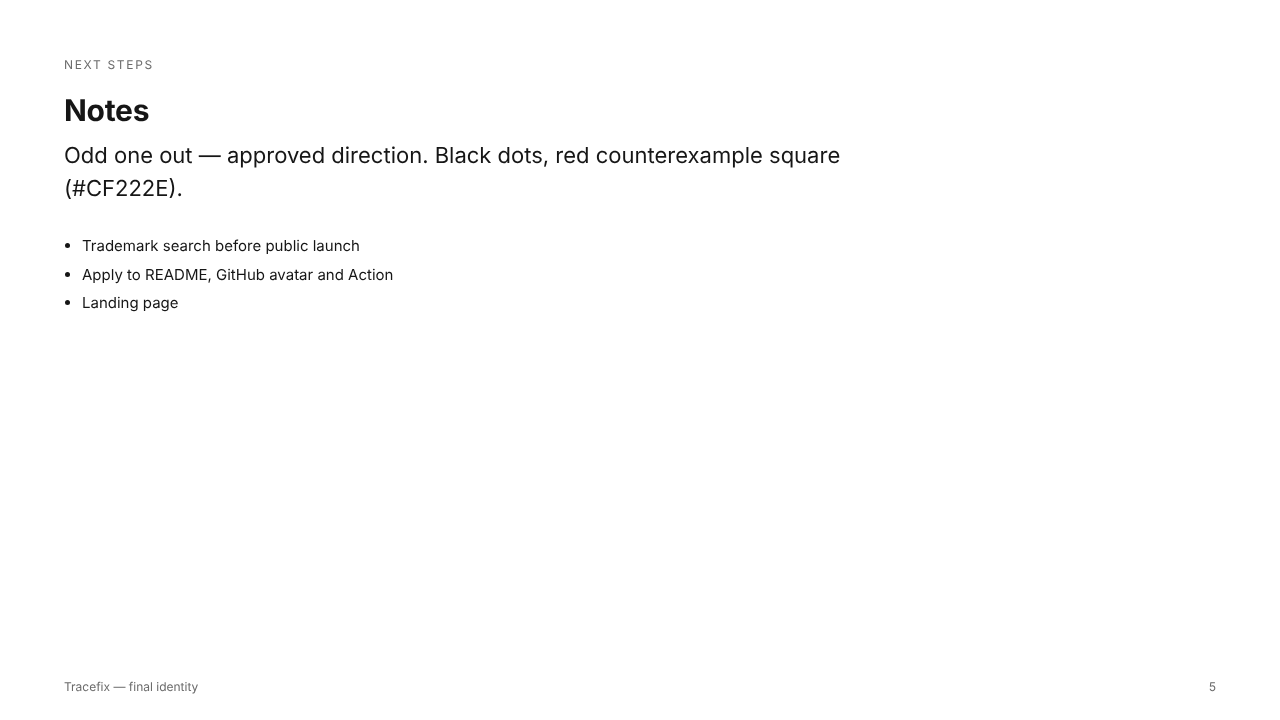 NEXT STEPS
Notes
Odd one out — approved direction. Black dots, red counterexample square
(#CF222E).
• Trademark search before public launch
• Apply to README, GitHub avatar and Action
• Landing page
Tracefix — final identity
5